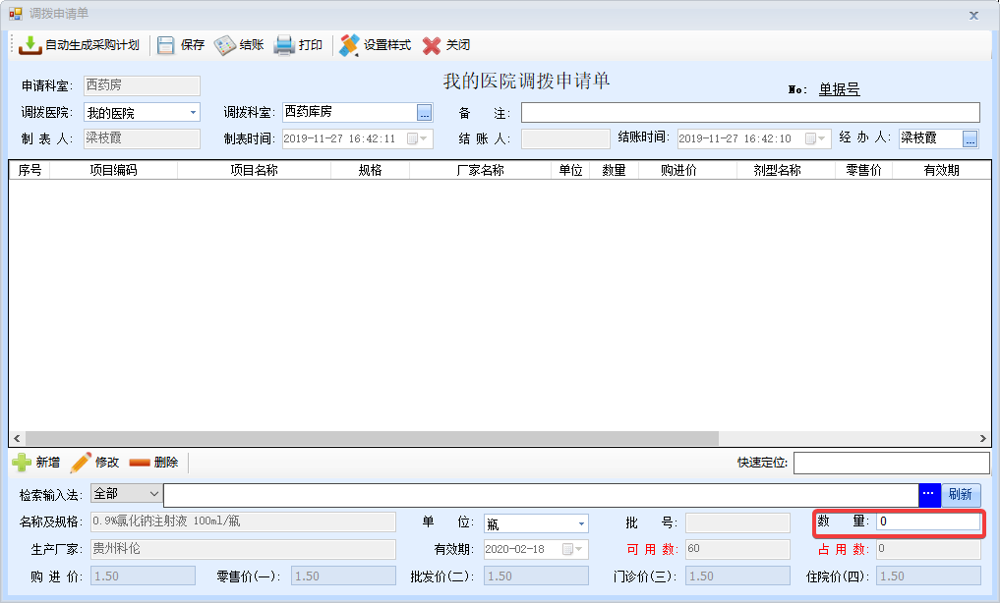 调拨申请单
自动生成采购计划 保存 结账 打印 设置样式 关闭
我的医院调拨申请单
申请科室: 西药房 No: 单据号
调拨医院: 我的医院 调拨科室: 西药库房 ... 备 注:
制 表 人: 梁枝霞 制表时间: 2019-11-27 16:42:11 结 账 人: 结账时间: 2019-11-27 16:42:10 经 办 人: 梁枝霞 ...
序号 项目编码 项目名称 规格 厂家名称 单位 数量 购进价 剂型名称 零售价 有效期
新增 修改 删除 快速定位:
检索输入法: 全部 ... 刷新
名称及规格: 0.9%氯化钠注射液 100ml/瓶 单 位: 瓶 批 号: 数 量: 0
生产厂家: 贵州科伦 有效期: 2020-02-18 可 用 数: 60 占 用 数: 0
购 进 价: 1.50 零售价(一): 1.50 批发价(二): 1.50 门诊价(三): 1.50 住院价(四): 1.50